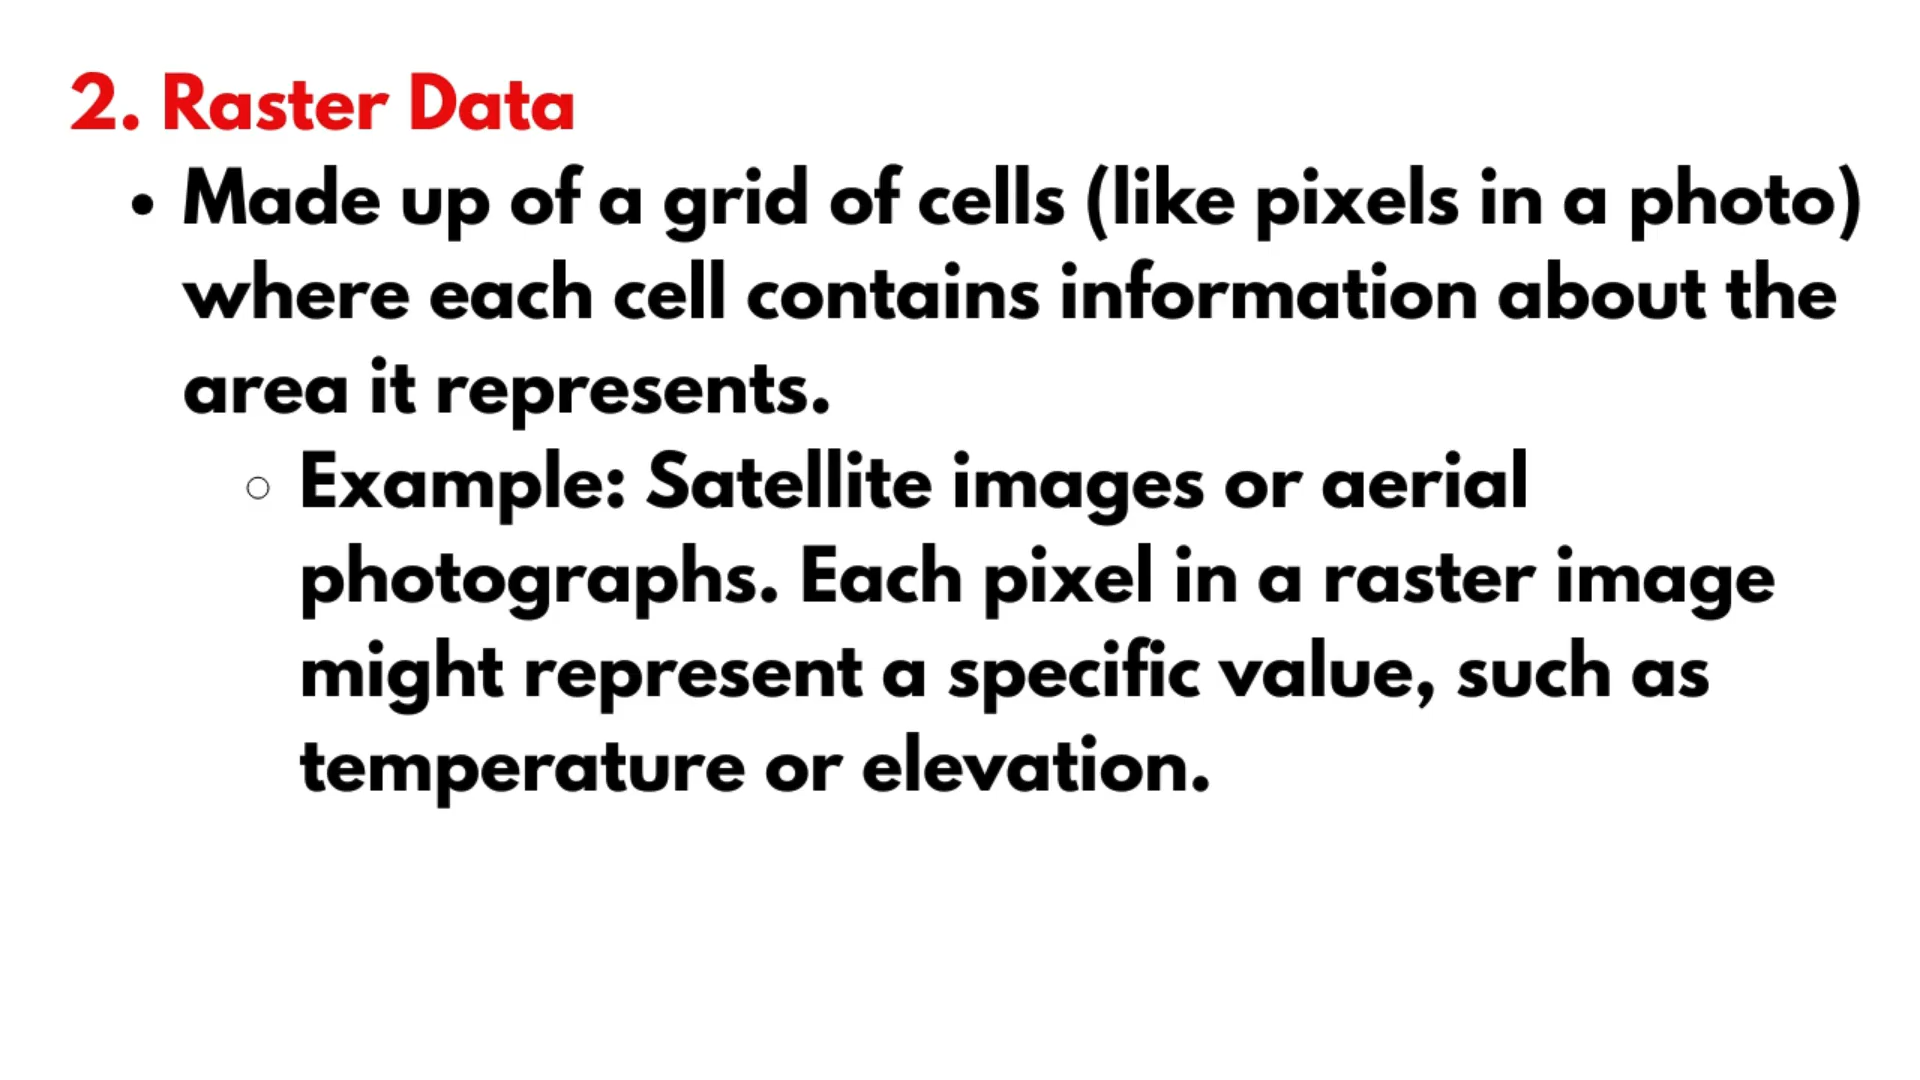 2. Raster Data
• Made up of a grid of cells (like pixels in a photo)
where each cell contains information about the
area it represents.
○ Example: Satellite images or aerial
photographs. Each pixel in a raster image
might represent a specific value, such as
temperature or elevation.